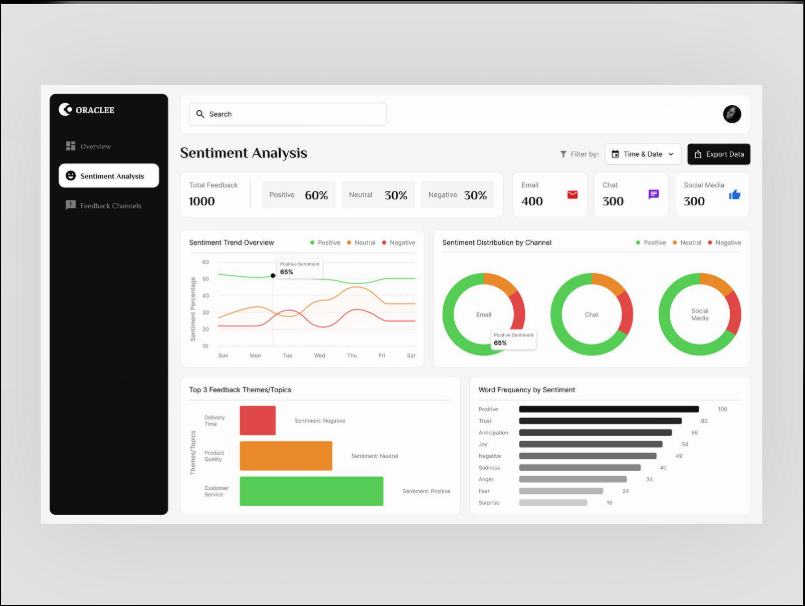 ORACLEE
Overview
Sentiment Analysis
Feedback Channels
Search
Sentiment Analysis
Filter by:
Time & Date
Export Data
Total Feedback
1000
Positive 60%
Neutral 30%
Negative 30%
Email
400
Chat
300
Social Media
300
Sentiment Trend Overview
Positive Neutral Negative
Sentiment Percentage
60
50
40
30
20
10
Sun Mon Tue Wed Thu Fri Sat
Positive Sentiment
65%
Sentiment Distribution by Channel
Positive Neutral Negative
Email
Positive Sentiment
65%
Chat
Social
Media
Top 3 Feedback Themes/Topics
Themes/Topics
Delivery
Time
Sentiment: Negative
Product
Quality
Sentiment: Neutral
Customer
Service
Sentiment: Positive
Word Frequency by Sentiment
Positive 100
Trust 80
Anticipation 56
Joy 54
Negative 49
Sadness 40
Anger 34
Fear 24
Surprise 16